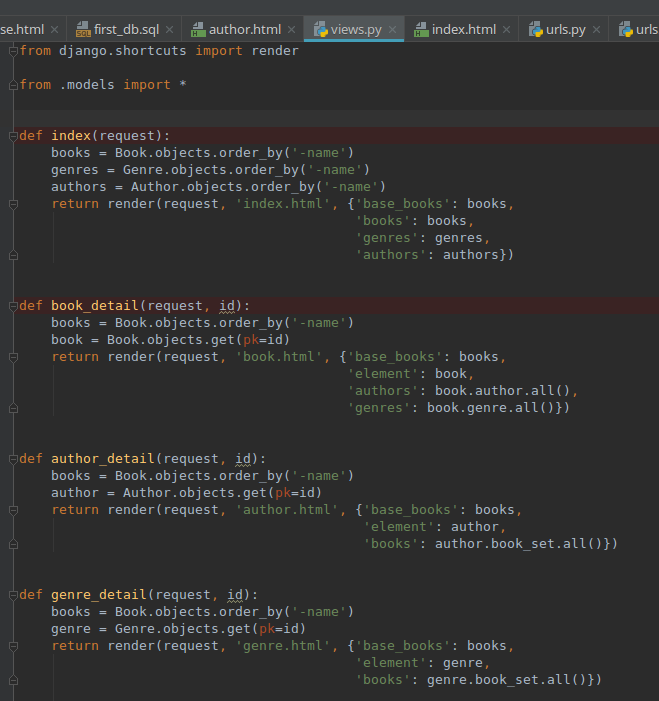 se.html first_db.sql author.html views.py index.html urls.py urls
from django.shortcuts import render
from .models import *
def index(request):
    books = Book.objects.order_by('-name')
    genres = Genre.objects.order_by('-name')
    authors = Author.objects.order_by('-name')
    return render(request, 'index.html', {'base_books': books,
                                          'books': books,
                                          'genres': genres,
                                          'authors': authors})
def book_detail(request, id):
    books = Book.objects.order_by('-name')
    book = Book.objects.get(pk=id)
    return render(request, 'book.html', {'base_books': books,
                                         'element': book,
                                         'authors': book.author.all(),
                                         'genres': book.genre.all()})
def author_detail(request, id):
    books = Book.objects.order_by('-name')
    author = Author.objects.get(pk=id)
    return render(request, 'author.html', {'base_books': books,
                                           'element': author,
                                           'books': author.book_set.all()})
def genre_detail(request, id):
    books = Book.objects.order_by('-name')
    genre = Genre.objects.get(pk=id)
    return render(request, 'genre.html', {'base_books': books,
                                          'element': genre,
                                          'books': genre.book_set.all()})